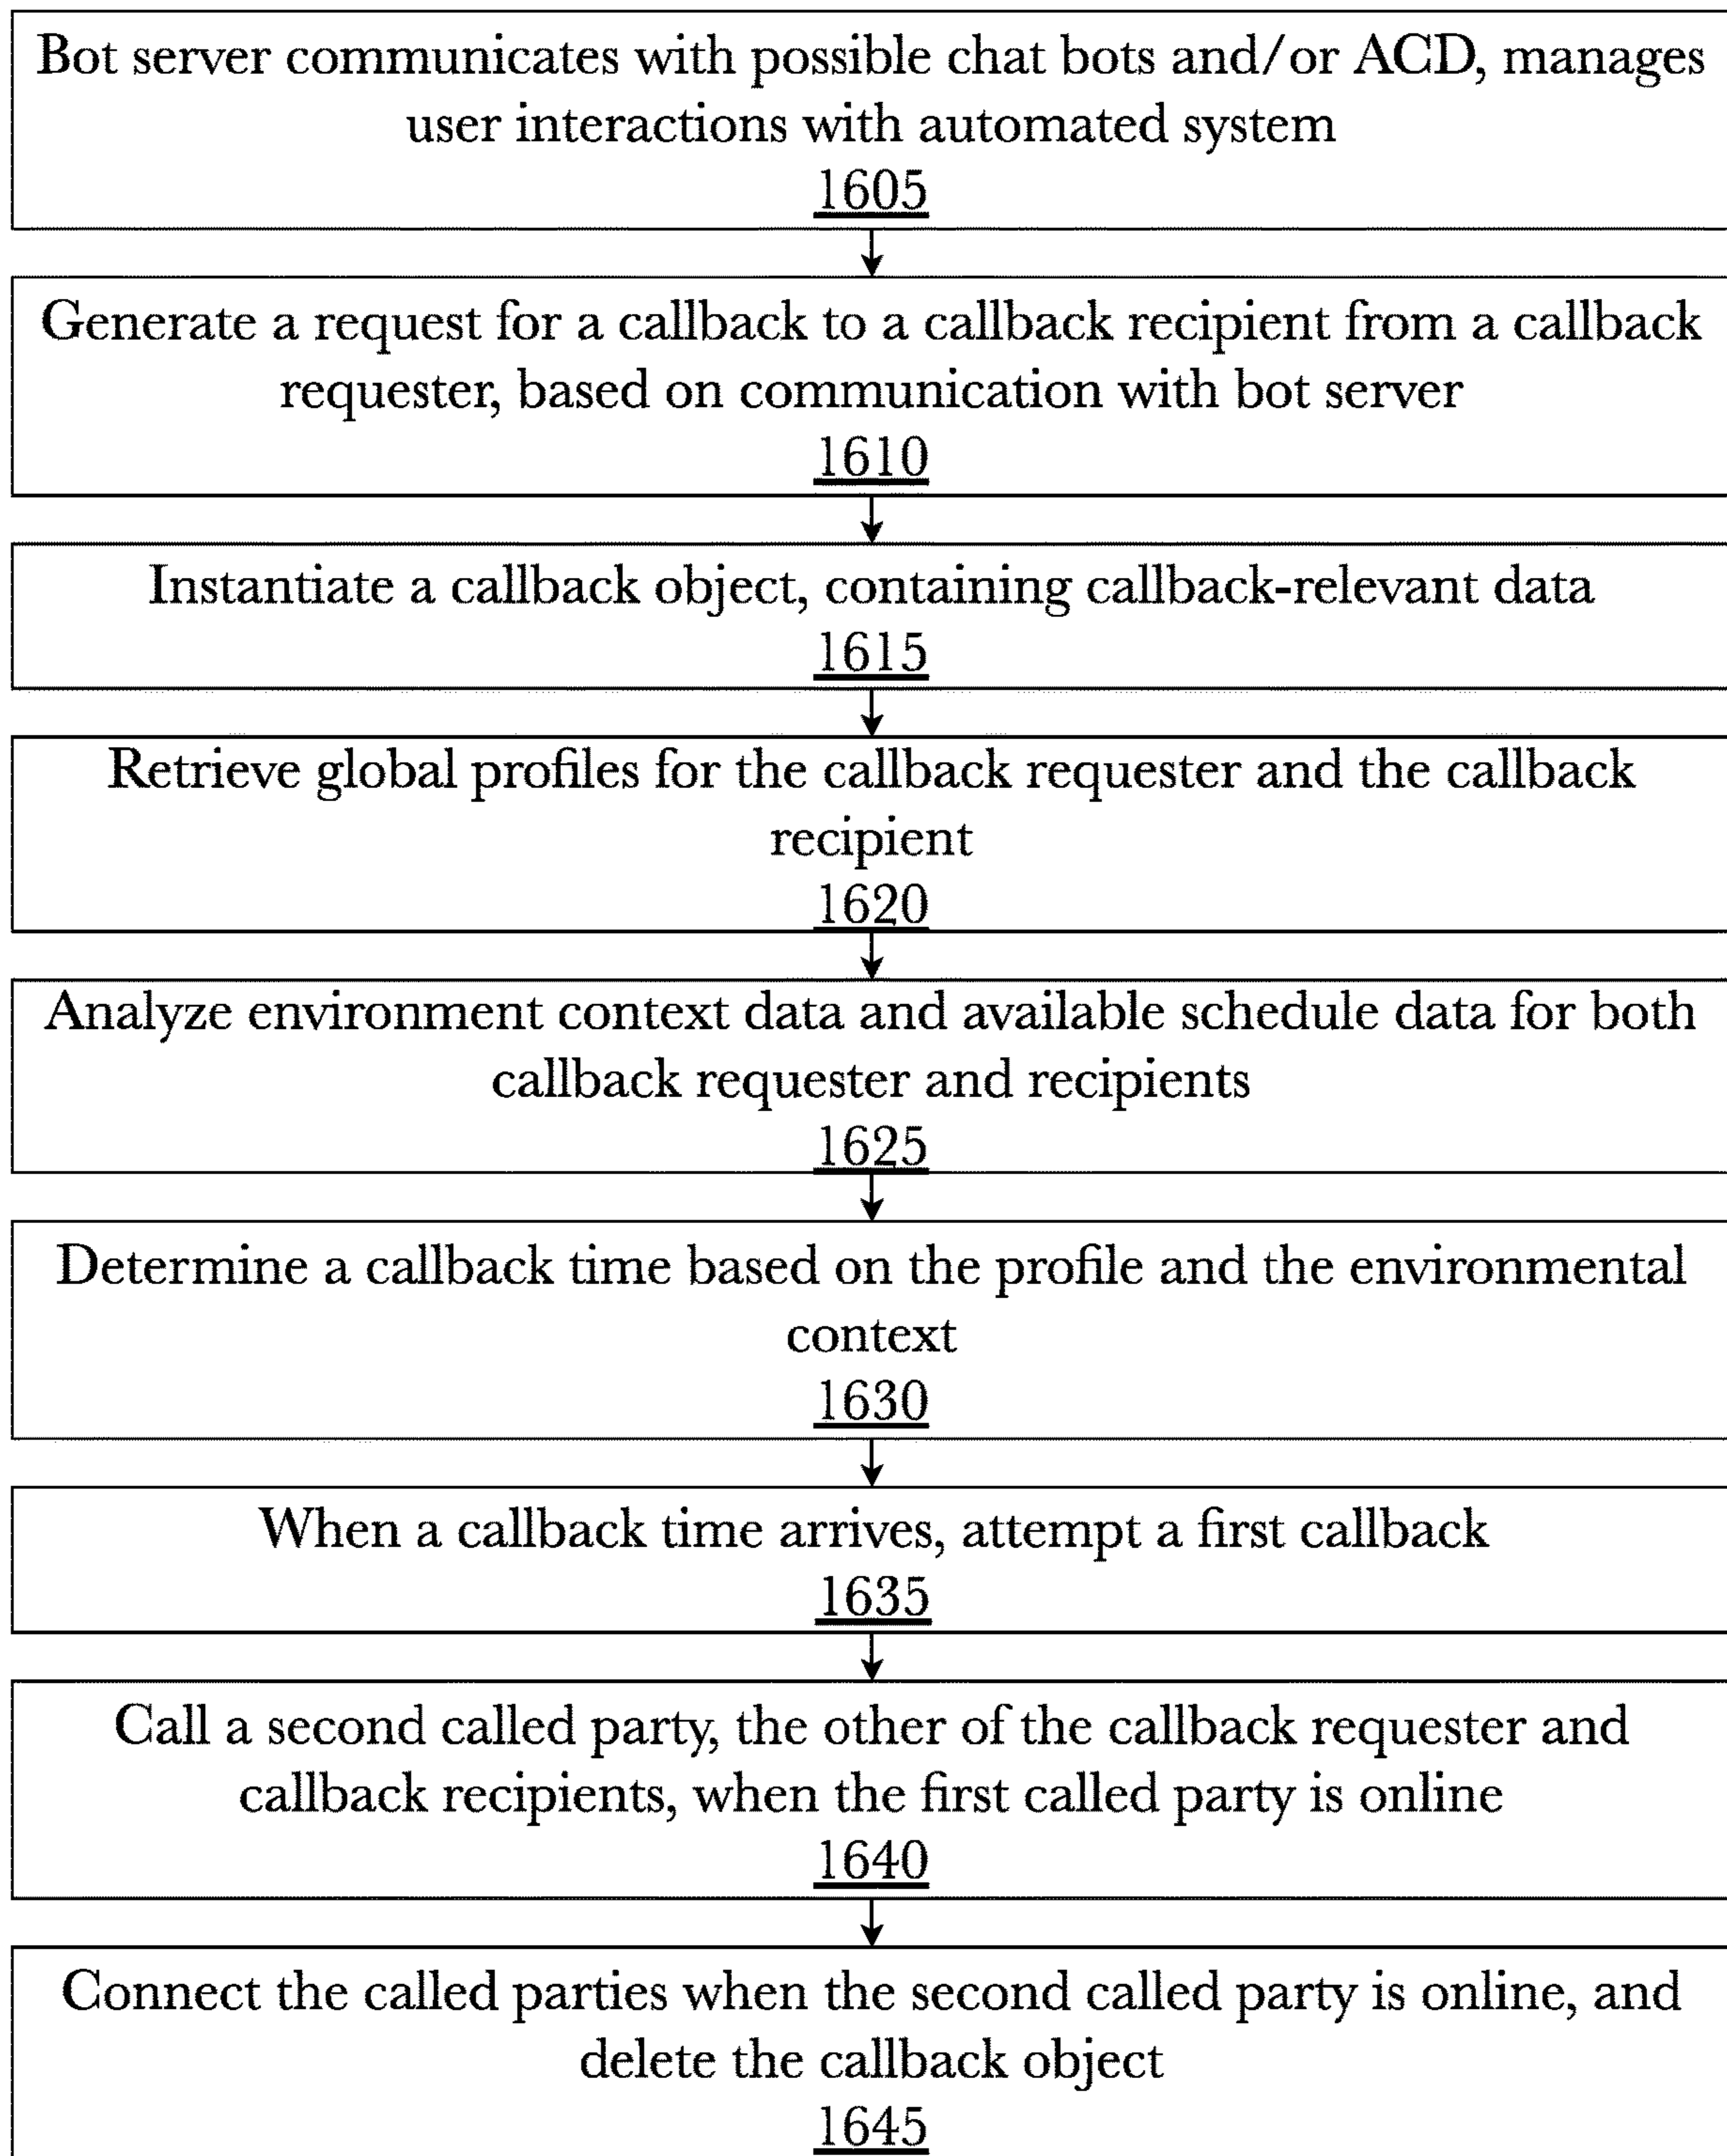 Bot server communicates with possible chat bots and/or ACD, manages
user interactions with automated system
1605
Generate a request for a callback to a callback recipient from a callback
requester, based on communication with bot server
1610
Instantiate a callback object, containing callback-relevant data
1615
Retrieve global profiles for the callback requester and the callback
recipient
1620
Analyze environment context data and available schedule data for both
callback requester and recipients
1625
Determine a callback time based on the profile and the environmental
context
1630
When a callback time arrives, attempt a first callback
1635
Call a second called party, the other of the callback requester and
callback recipients, when the first called party is online
1640
Connect the called parties when the second called party is online, and
delete the callback object
1645